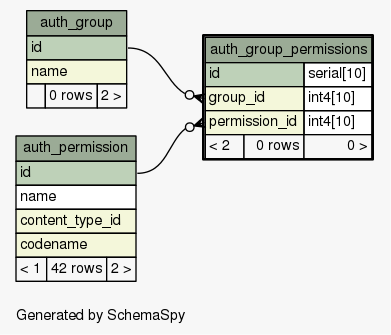 auth_group
id
name
0 rows 2 >
auth_group_permissions
id serial[10]
group_id int4[10]
permission_id int4[10]
< 2 0 rows 0 >
auth_permission
id
name
content_type_id
codename
< 1 42 rows 2 >
Generated by SchemaSpy